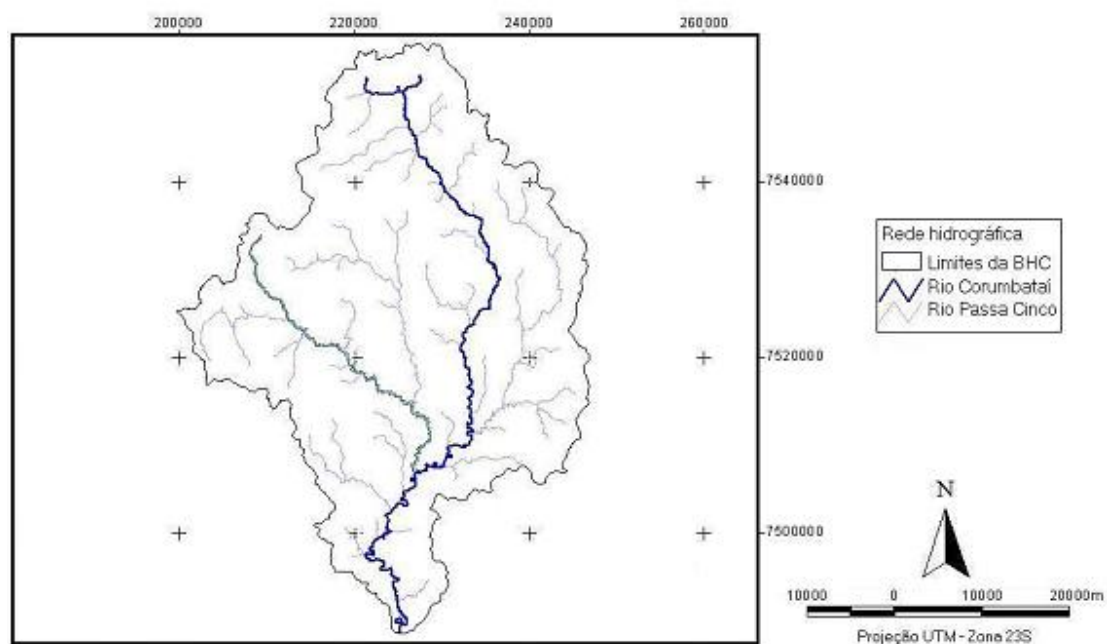 200000 220000 240000 260000
7540000
7520000
7500000
Rede hidrográfica
Limites da BHC
Rio Corumbataí
Rio Passa Cinco
N
10000 0 10000 20000m
Projeção UTM - Zona 23S